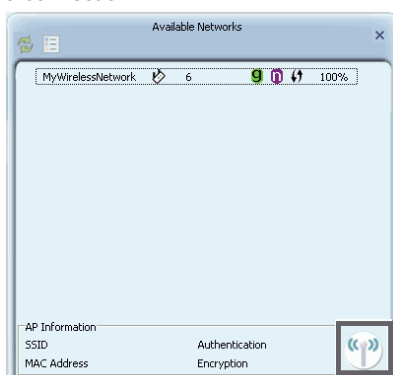 Available Networks
MyWirelessNetwork 6 g n 100%
AP Information
SSID Authentication
MAC Address Encryption